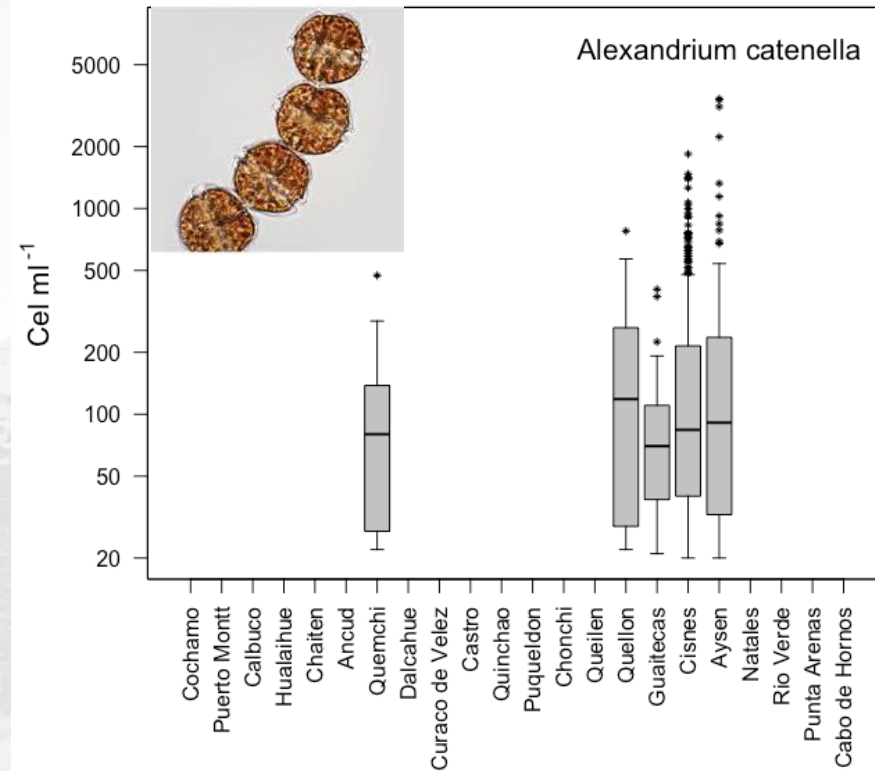 Alexandrium catenella
Cel ml⁻¹
5000
2000
1000
500
200
100
50
20
Cochamo
Puerto Montt
Calbuco
Hualaihue
Chaiten
Ancud
Quemchi
Dalcahue
Curaco de Velez
Castro
Quinchao
Puqueldon
Chonchi
Queilen
Quellon
Guaitecas
Cisnes
Aysen
Natales
Rio Verde
Punta Arenas
Cabo de Hornos